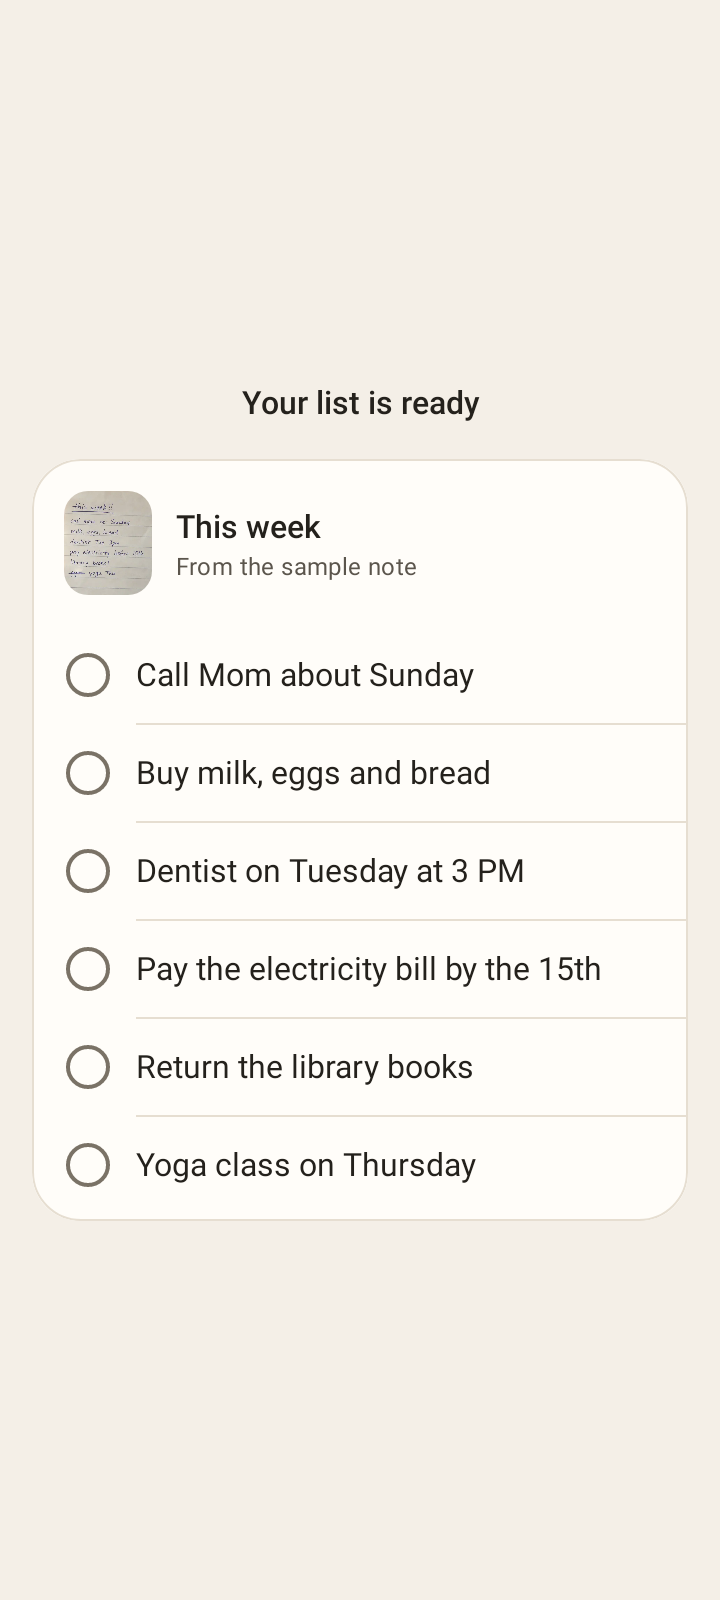 Your list is ready
This week
From the sample note
Call Mom about Sunday
Buy milk, eggs and bread
Dentist on Tuesday at 3 PM
Pay the electricity bill by the 15th
Return the library books
Yoga class on Thursday